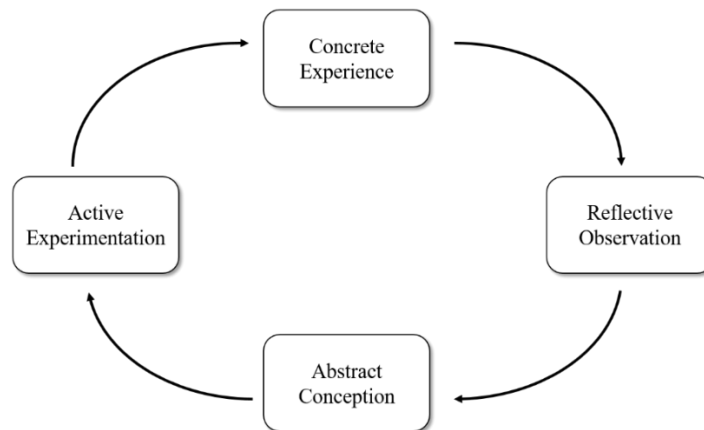 Concrete
Experience
Reflective
Observation
Abstract
Conception
Active
Experimentation